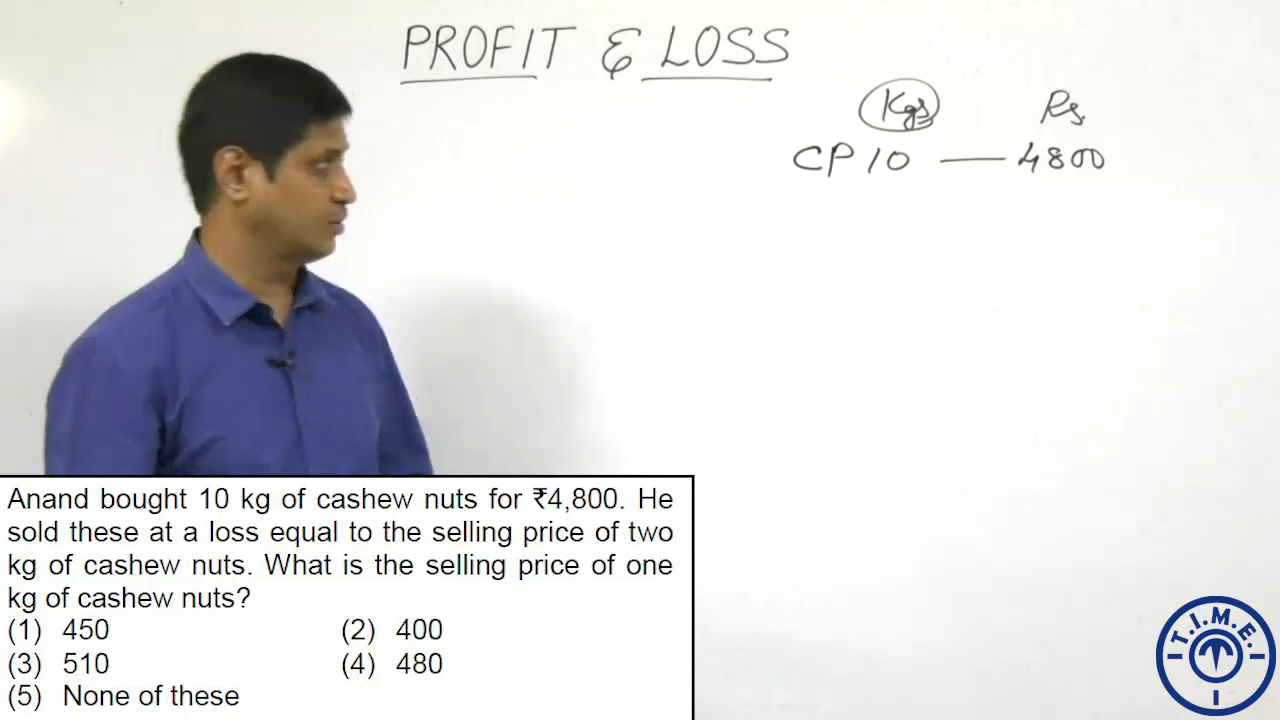 PROFIT & LOSS
Kgs Rs.
CP 10 — 4800
Anand bought 10 kg of cashew nuts for ₹4,800. He
sold these at a loss equal to the selling price of two
kg of cashew nuts. What is the selling price of one
kg of cashew nuts?
(1) 450 (2) 400
(3) 510 (4) 480
(5) None of these
T.I.M.E.